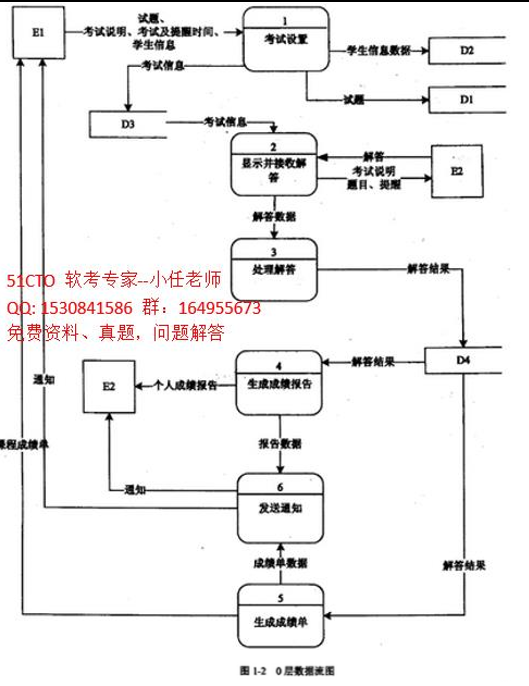 试题、
E1
考试说明、考试及提醒时间、
学生信息
1
考试设置
学生信息数据
D2
考试信息
试题
D1
D3
考试信息
2
显示并接收解
答
解答
考试说明
题目、提醒
E2
解答数据
3
处理解答
解答结果
51CTO 软考专家--小任老师
QQ: 1530841586 群：164955673
免费资料、真题，问题解答
4
生成成绩报告
解答结果
D4
通知
E2
个人成绩报告
报告数据
课程成绩单
通知
6
发送通知
成绩单数据
解答结果
5
生成成绩单
图 1-2 0 层数据流图